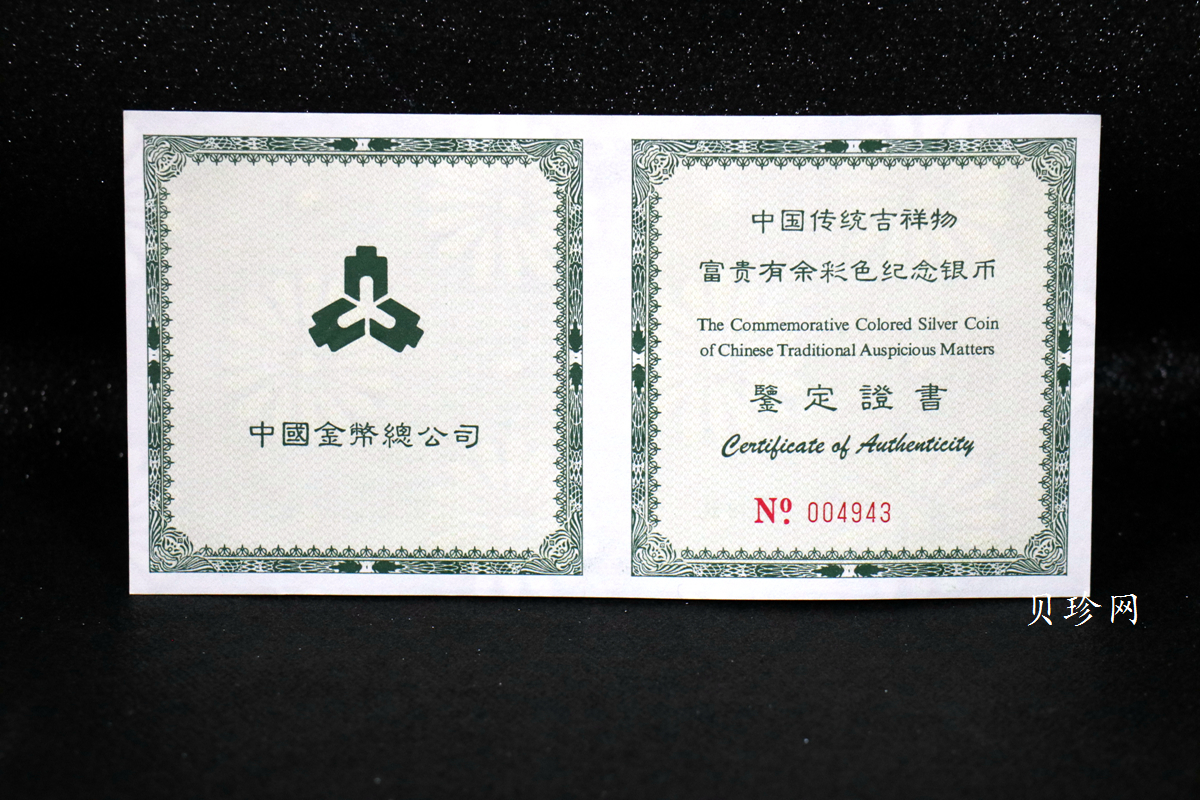 中國金幣總公司
中国传统吉祥物
富贵有余彩色纪念银币
The Commemorative Colored Silver Coin
of Chinese Traditional Auspicious Matters
鑒定證書
Certificate of Authenticity
Nº. 004943
贝珍网